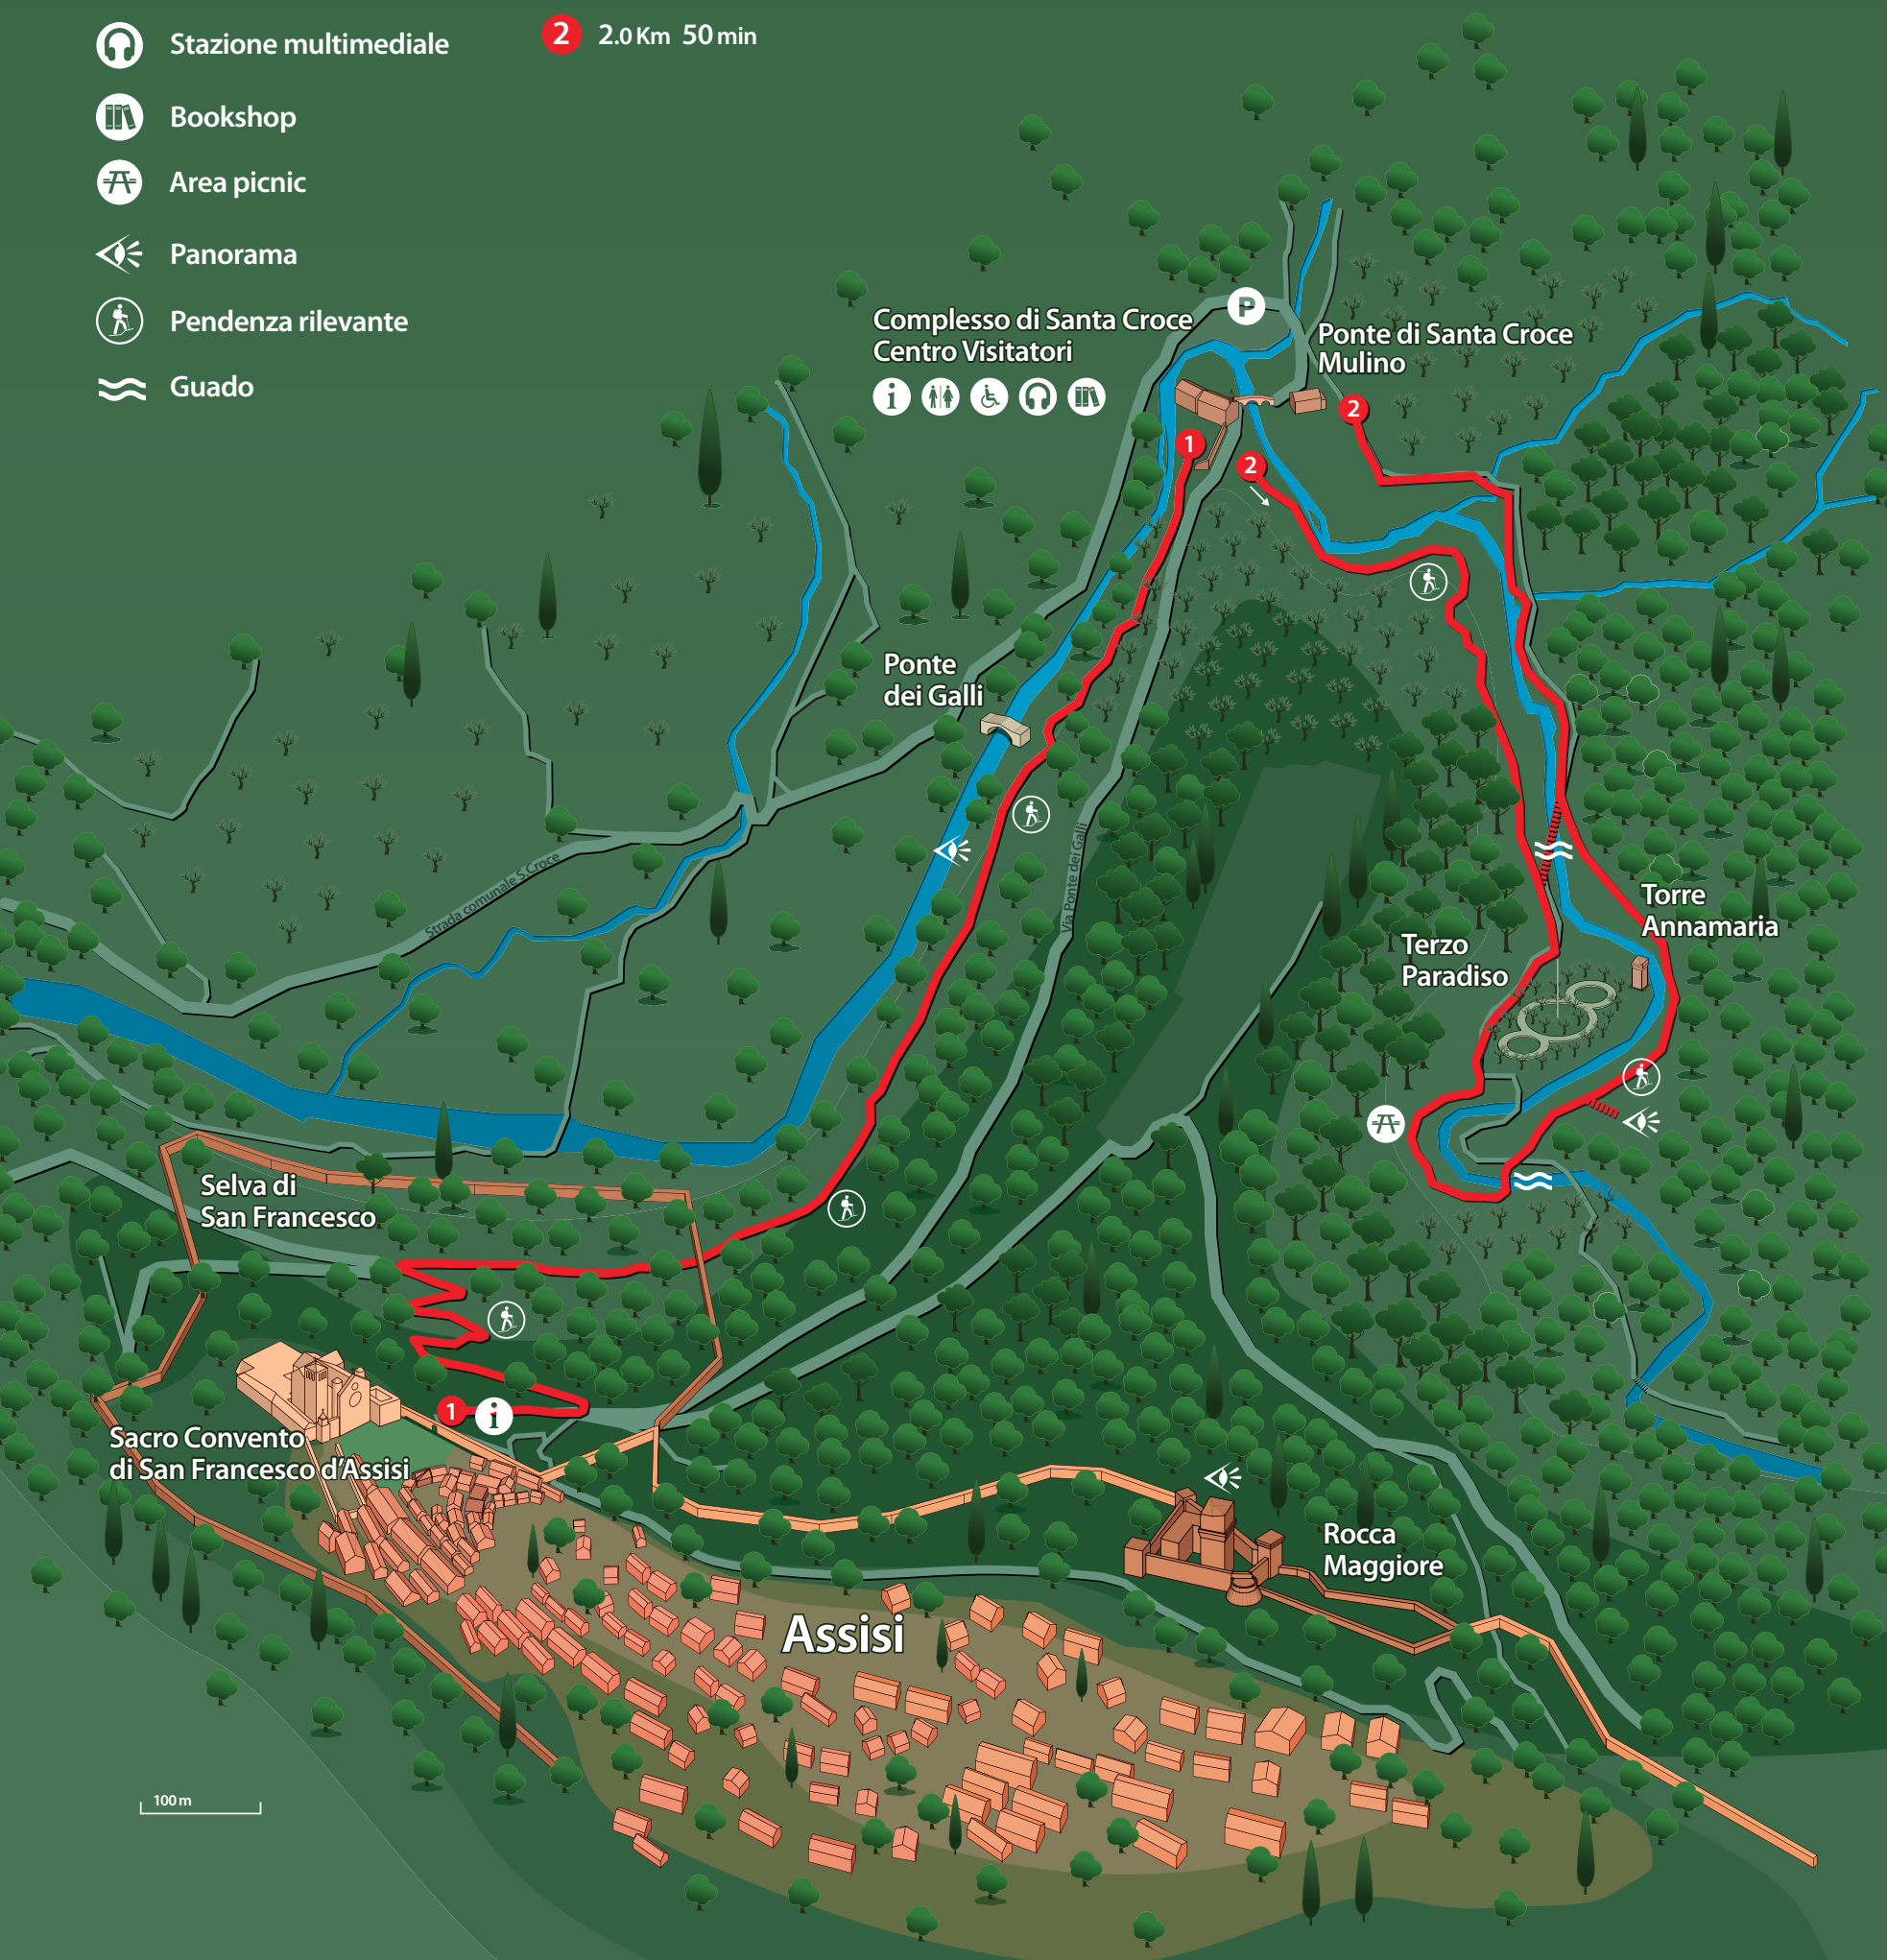 Stazione multimediale
2 2.0 Km 50 min
Bookshop
Area picnic
Panorama
Pendenza rilevante
Guado
P
Complesso di Santa Croce
Centro Visitatori
i
Ponte di Santa Croce
Mulino
2
1
2
Ponte
dei Galli
Strada comunale S.Croce
Via Ponte dei Galli
Torre
Annamaria
Terzo
Paradiso
Selva di
San Francesco
1
i
Sacro Convento
di San Francesco d'Assisi
Rocca
Maggiore
Assisi
100 m